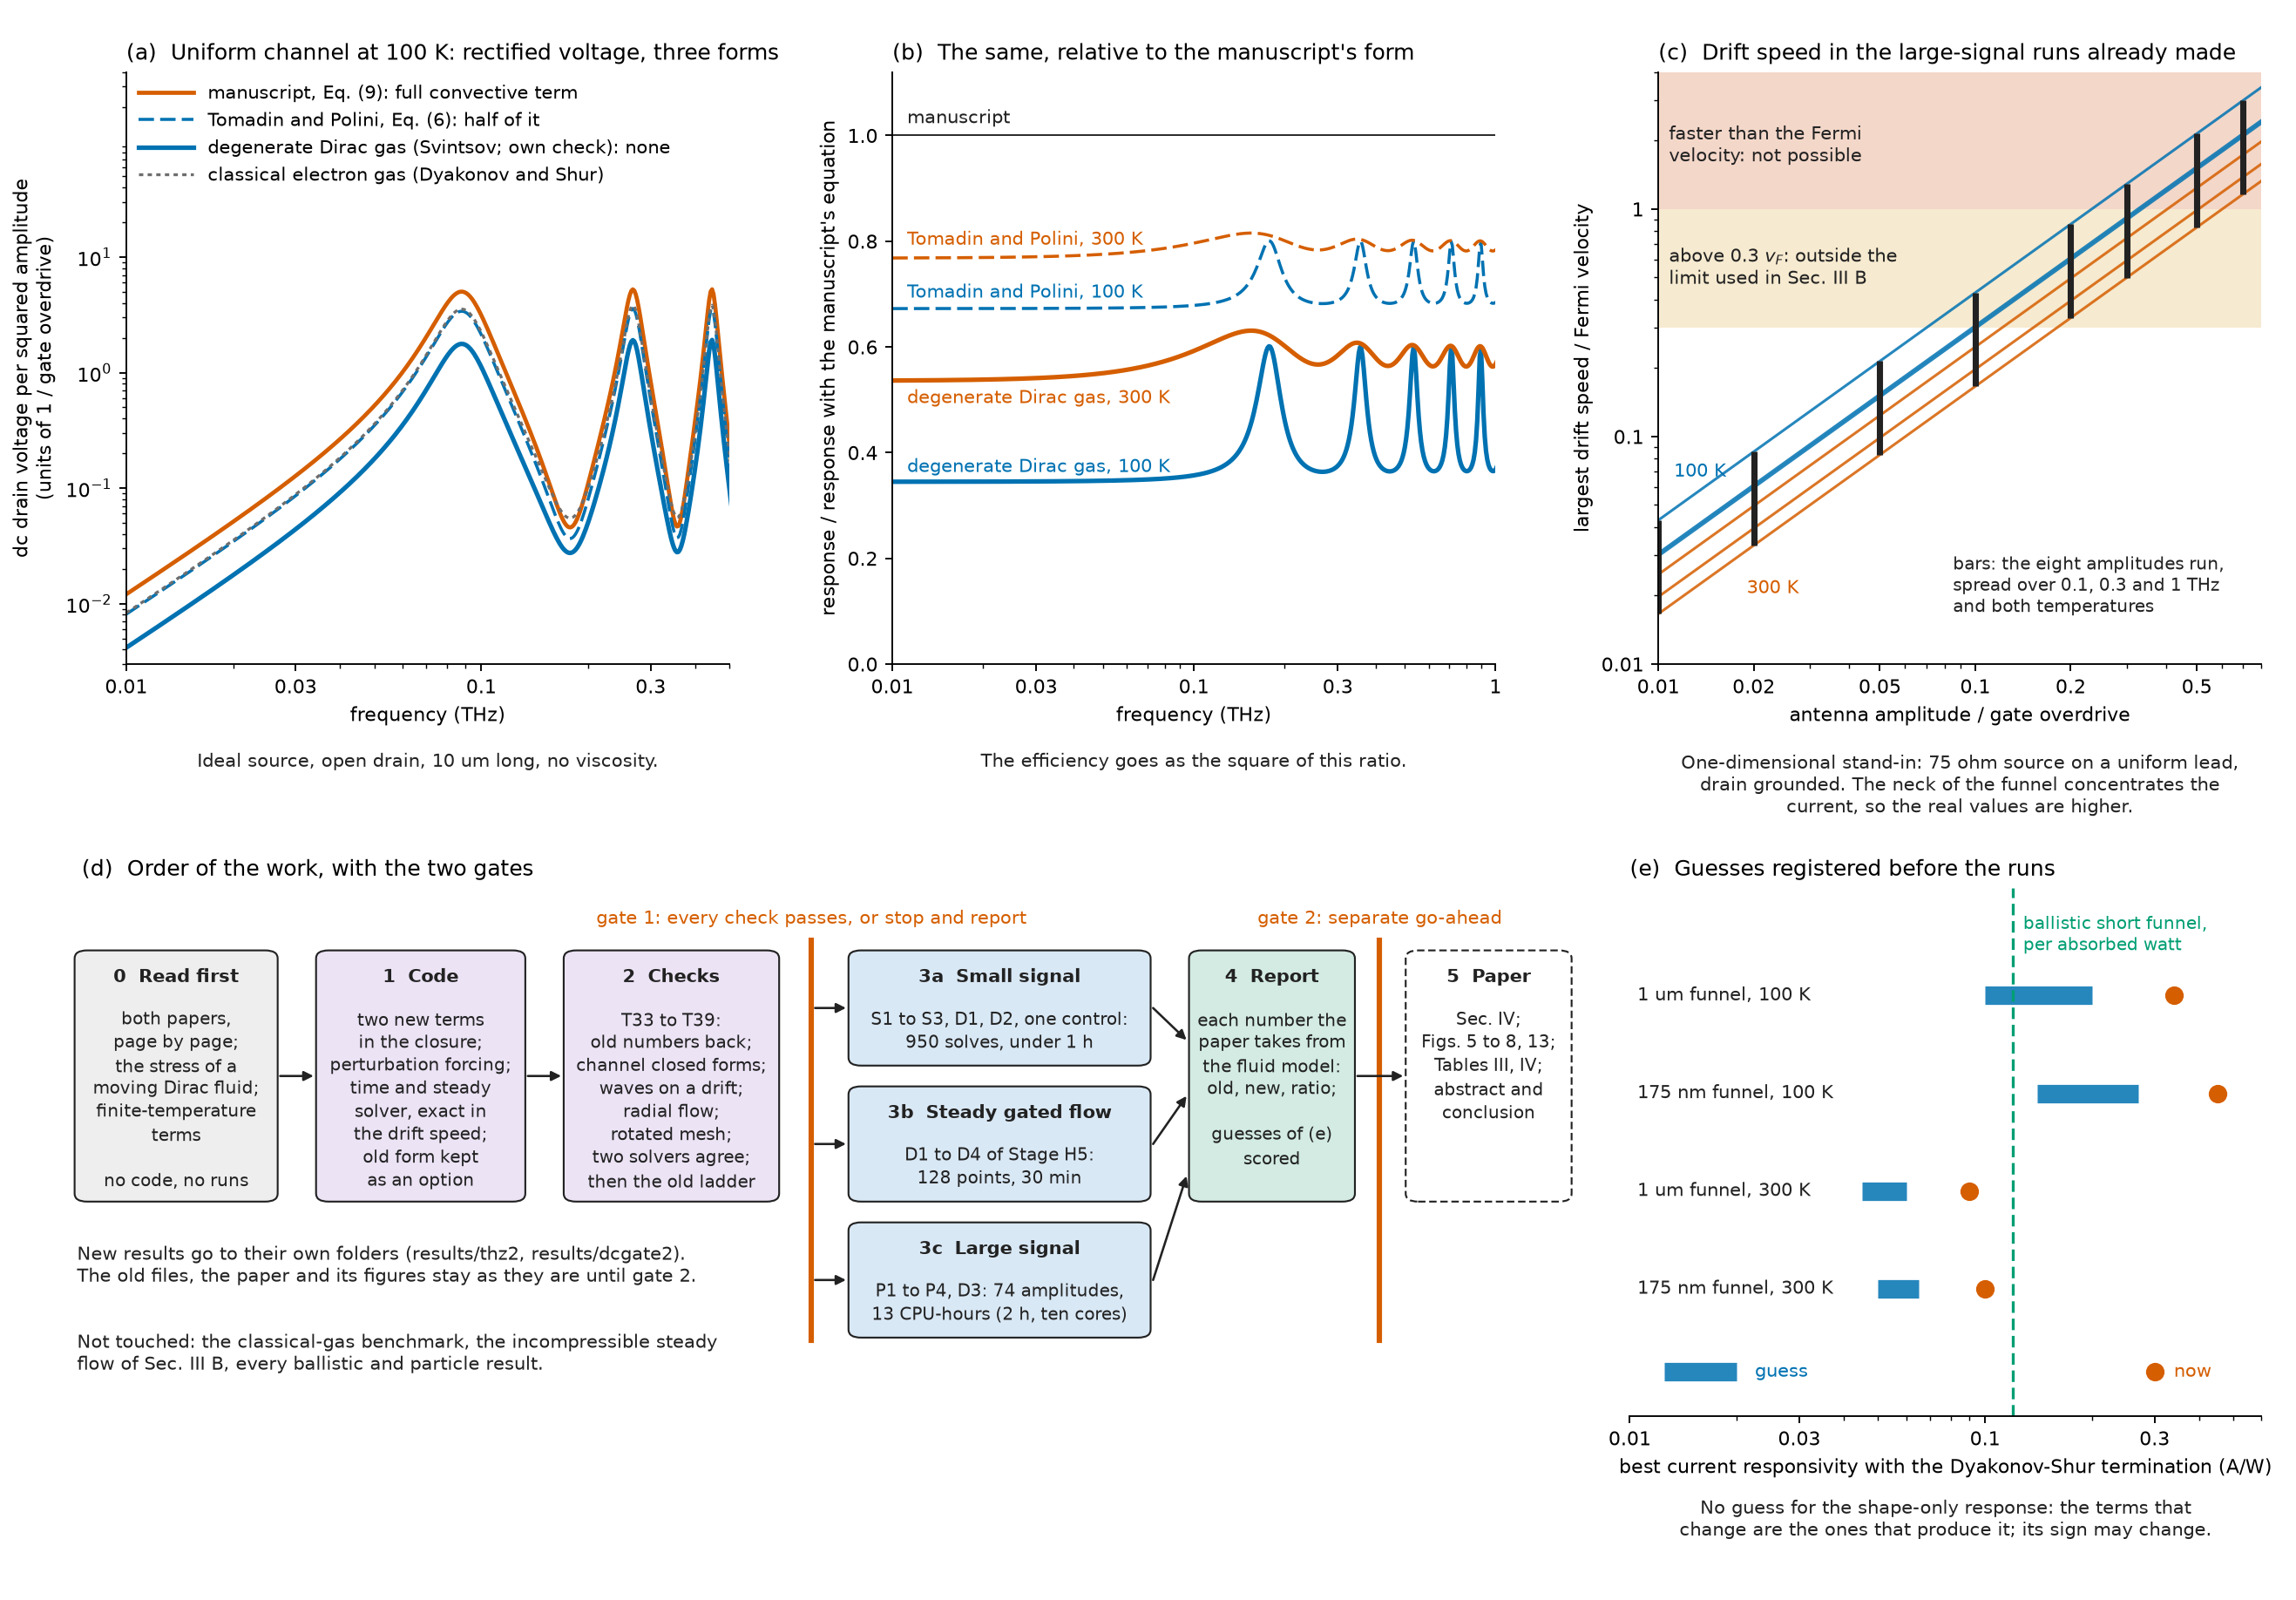 (a)  Uniform channel at 100 K: rectified voltage, three forms
manuscript, Eq. (9): full convective term
Tomadin and Polini, Eq. (6): half of it
degenerate Dirac gas (Svintsov; own check): none
classical electron gas (Dyakonov and Shur)
dc drain voltage per squared amplitude
(units of 1 / gate overdrive)
10¹
10⁰
10⁻¹
10⁻²
0.01 0.03 0.1 0.3
frequency (THz)
Ideal source, open drain, 10 um long, no viscosity.
(b)  The same, relative to the manuscript's form
response / response with the manuscript's equation
manuscript
Tomadin and Polini, 300 K
Tomadin and Polini, 100 K
degenerate Dirac gas, 300 K
degenerate Dirac gas, 100 K
1.0
0.8
0.6
0.4
0.2
0.0
0.01 0.03 0.1 0.3 1
frequency (THz)
The efficiency goes as the square of this ratio.
(c)  Drift speed in the large-signal runs already made
largest drift speed / Fermi velocity
faster than the Fermi
velocity: not possible
above 0.3 v_F: outside the
limit used in Sec. III B
100 K
300 K
bars: the eight amplitudes run,
spread over 0.1, 0.3 and 1 THz
and both temperatures
1
0.1
0.01
0.01 0.02 0.05 0.1 0.2 0.5
antenna amplitude / gate overdrive
One-dimensional stand-in: 75 ohm source on a uniform lead,
drain grounded. The neck of the funnel concentrates the
current, so the real values are higher.
(d)  Order of the work, with the two gates
gate 1: every check passes, or stop and report
gate 2: separate go-ahead
0  Read first
both papers,
page by page;
the stress of a
moving Dirac fluid;
finite-temperature
terms
no code, no runs
1  Code
two new terms
in the closure;
perturbation forcing;
time and steady
solver, exact in
the drift speed;
old form kept
as an option
2  Checks
T33 to T39:
old numbers back;
channel closed forms;
waves on a drift;
radial flow;
rotated mesh;
two solvers agree;
then the old ladder
3a  Small signal
S1 to S3, D1, D2, one control:
950 solves, under 1 h
3b  Steady gated flow
D1 to D4 of Stage H5:
128 points, 30 min
3c  Large signal
P1 to P4, D3: 74 amplitudes,
13 CPU-hours (2 h, ten cores)
4  Report
each number the
paper takes from
the fluid model:
old, new, ratio;
guesses of (e)
scored
5  Paper
Sec. IV;
Figs. 5 to 8, 13;
Tables III, IV;
abstract and
conclusion
New results go to their own folders (results/thz2, results/dcgate2).
The old files, the paper and its figures stay as they are until gate 2.
Not touched: the classical-gas benchmark, the incompressible steady
flow of Sec. III B, every ballistic and particle result.
(e)  Guesses registered before the runs
ballistic short funnel,
per absorbed watt
1 um funnel, 100 K
175 nm funnel, 100 K
1 um funnel, 300 K
175 nm funnel, 300 K
guess
now
0.01 0.03 0.1 0.3
best current responsivity with the Dyakonov-Shur termination (A/W)
No guess for the shape-only response: the terms that
change are the ones that produce it; its sign may change.